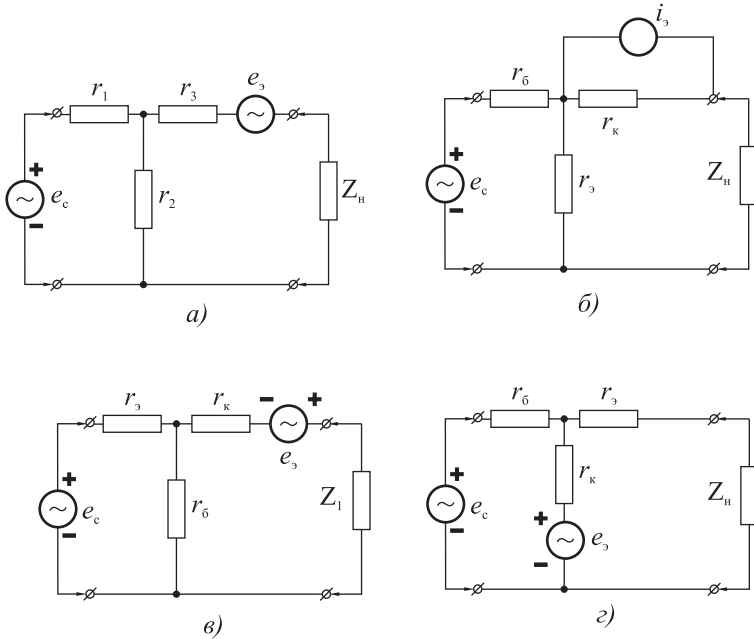 r₁ r₃ eэ
eс r₂ Zн
а)
iэ
rб rк
eс rэ Zн
б)
rэ rк eэ
eс rб Z₁
в)
rб rэ
eс rк Zн
eэ
г)